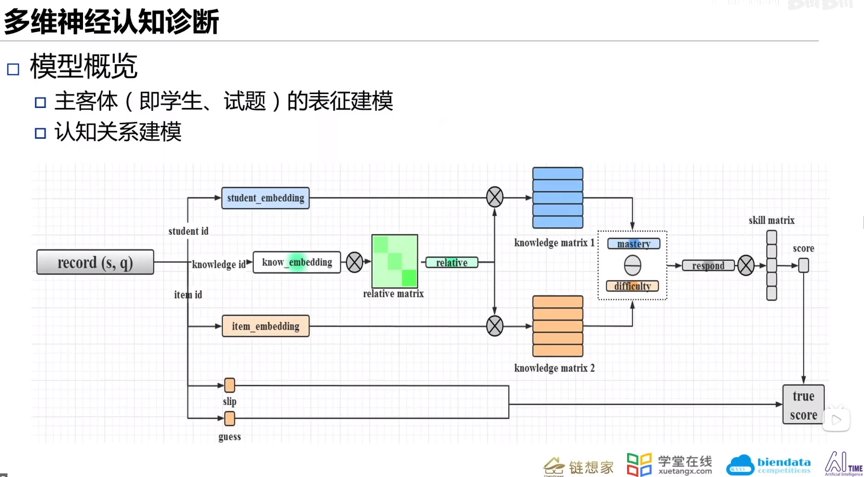 多维神经认知诊断
模型概览
主客体（即学生、试题）的表征建模
认知关系建模
student_embedding
skill matrix
student id
knowledge matrix 1
mastery
score
record (s, q)
knowledge id
know_embedding
relative
respond
relative matrix
difficulty
item id
item_embedding
knowledge matrix 2
slip
true
score
guess
链想家
学堂在线
xuetangx.com
biendata
competitions
AI TIME